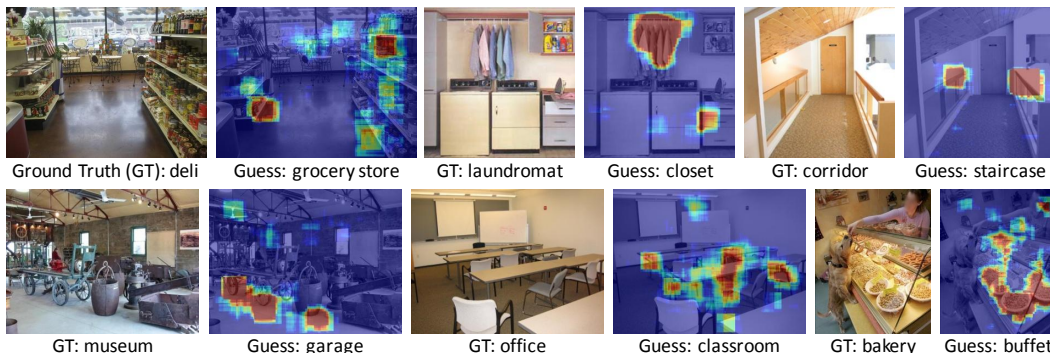 Ground Truth (GT): deli Guess: grocery store GT: laundromat Guess: closet GT: corridor Guess: staircase
GT: museum Guess: garage GT: office Guess: classroom GT: bakery Guess: buffet